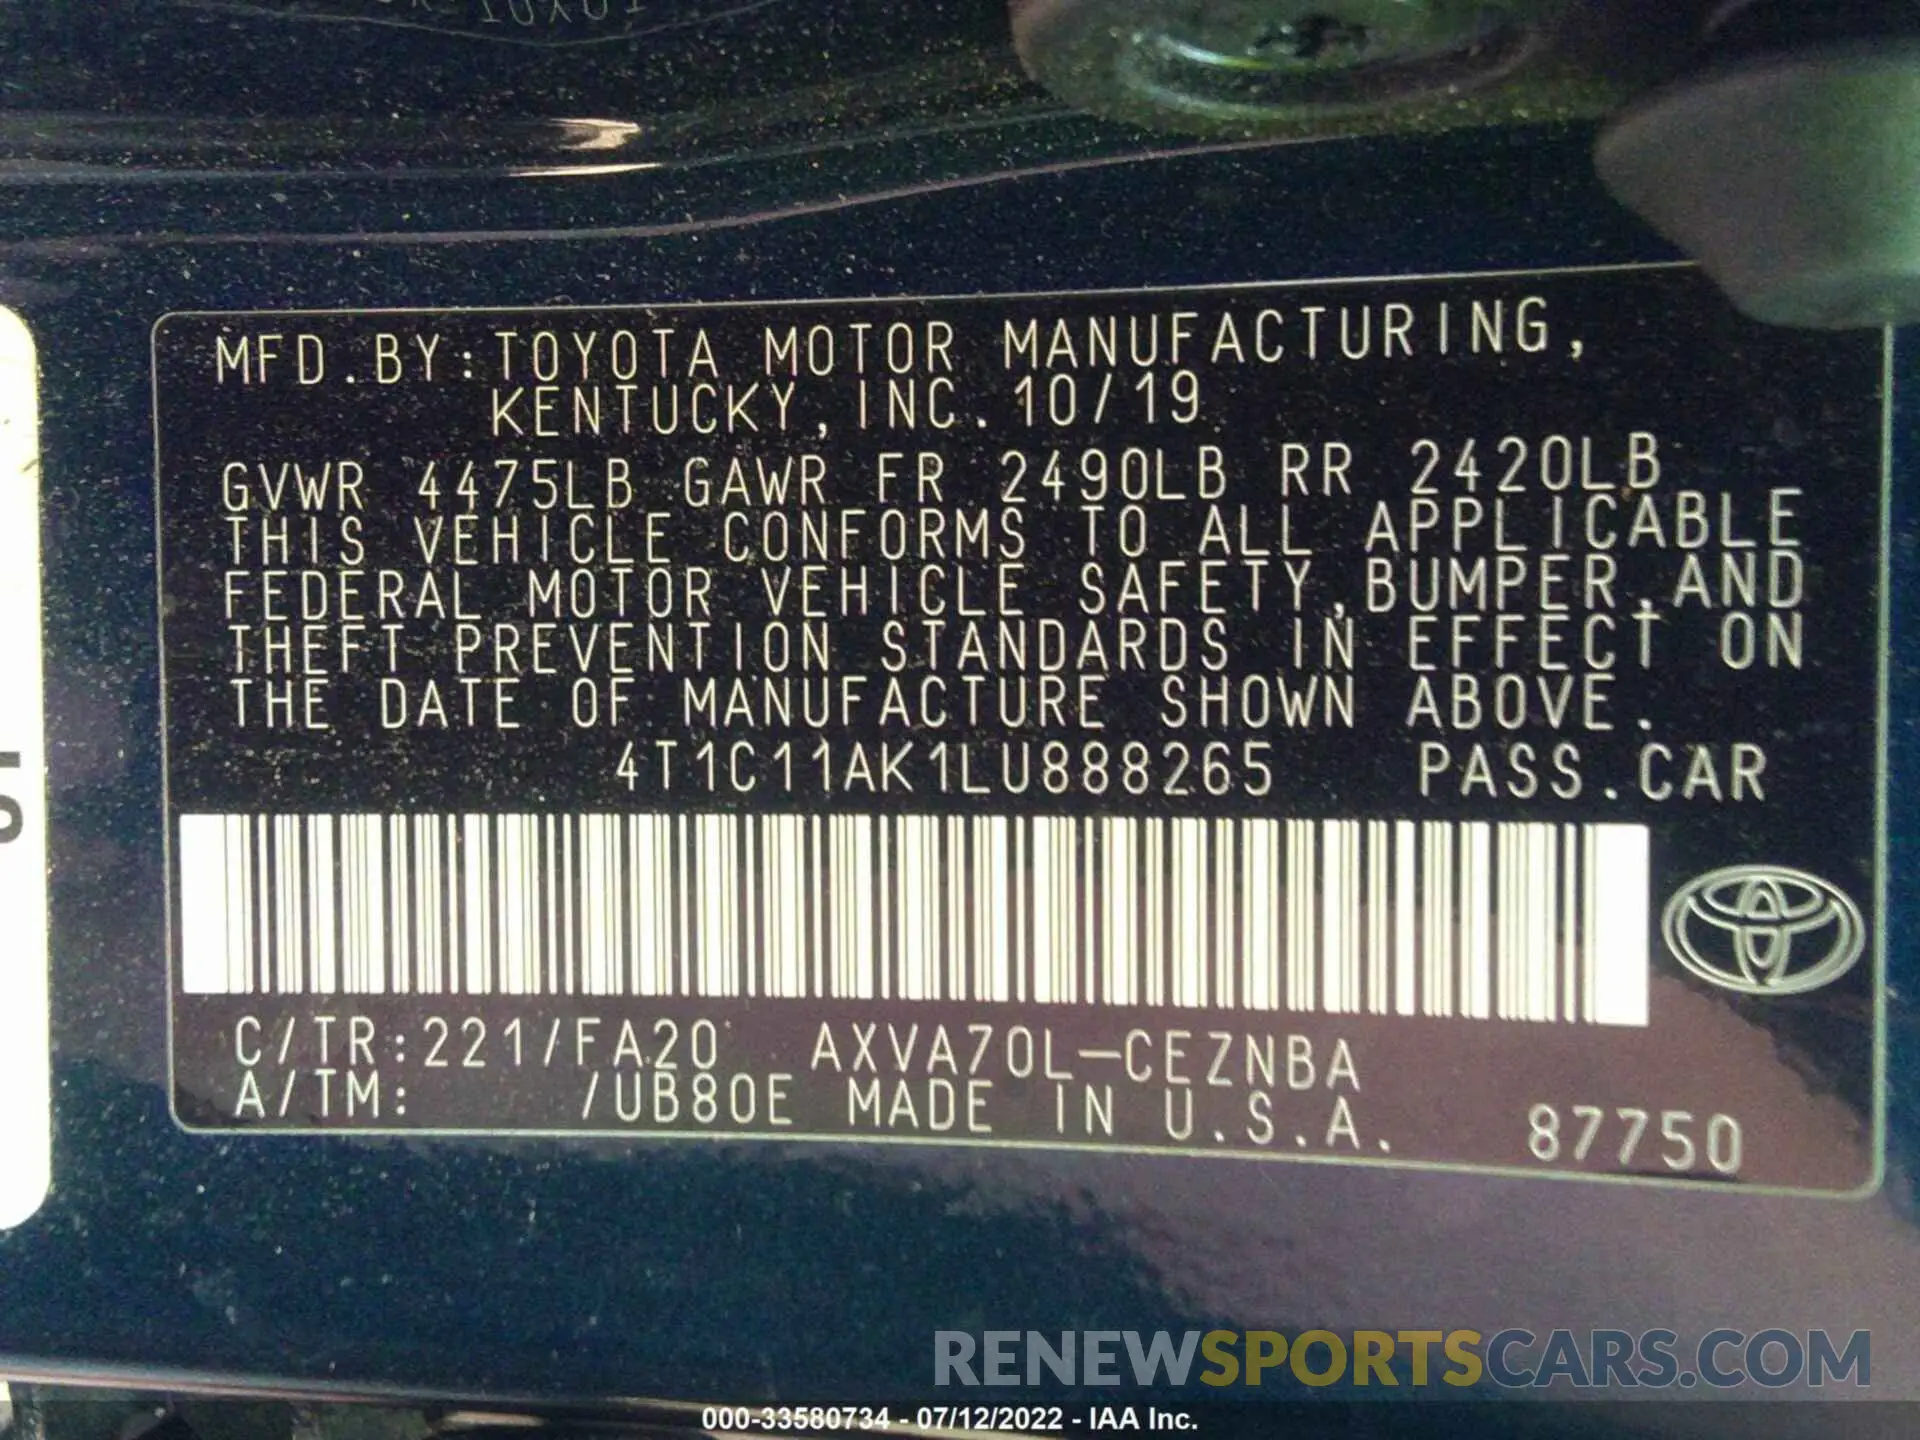 MFD.BY:TOYOTA MOTOR MANUFACTURING,
KENTUCKY,INC. 10/19
GVWR 4475LB GAWR FR 2490LB RR 2420LB
THIS VEHICLE CONFORMS TO ALL APPLICABLE
FEDERAL MOTOR VEHICLE SAFETY,BUMPER,AND
THEFT PREVENTION STANDARDS IN EFFECT ON
THE DATE OF MANUFACTURE SHOWN ABOVE.
4T1C11AK1LU888265 PASS.CAR
C/TR:221/FA20 AXVA70L-CEZNBA
A/TM: /UB80E MADE IN U.S.A. 87750
RENEWSPORTSCARS.COM
000-33580734 - 07/12/2022 - IAA Inc.